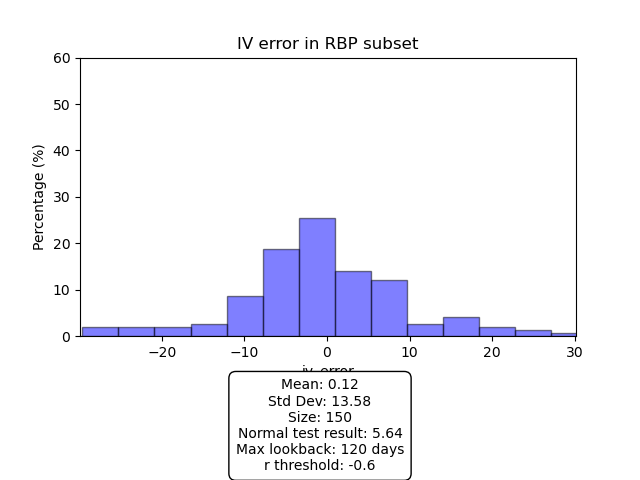 IV error in RBP subset
60
50
40
30
20
10
0
Percentage (%)
−20
−10
0
10
20
30
iv_error
Mean: 0.12
Std Dev: 13.58
Size: 150
Normal test result: 5.64
Max lookback: 120 days
r threshold: -0.6